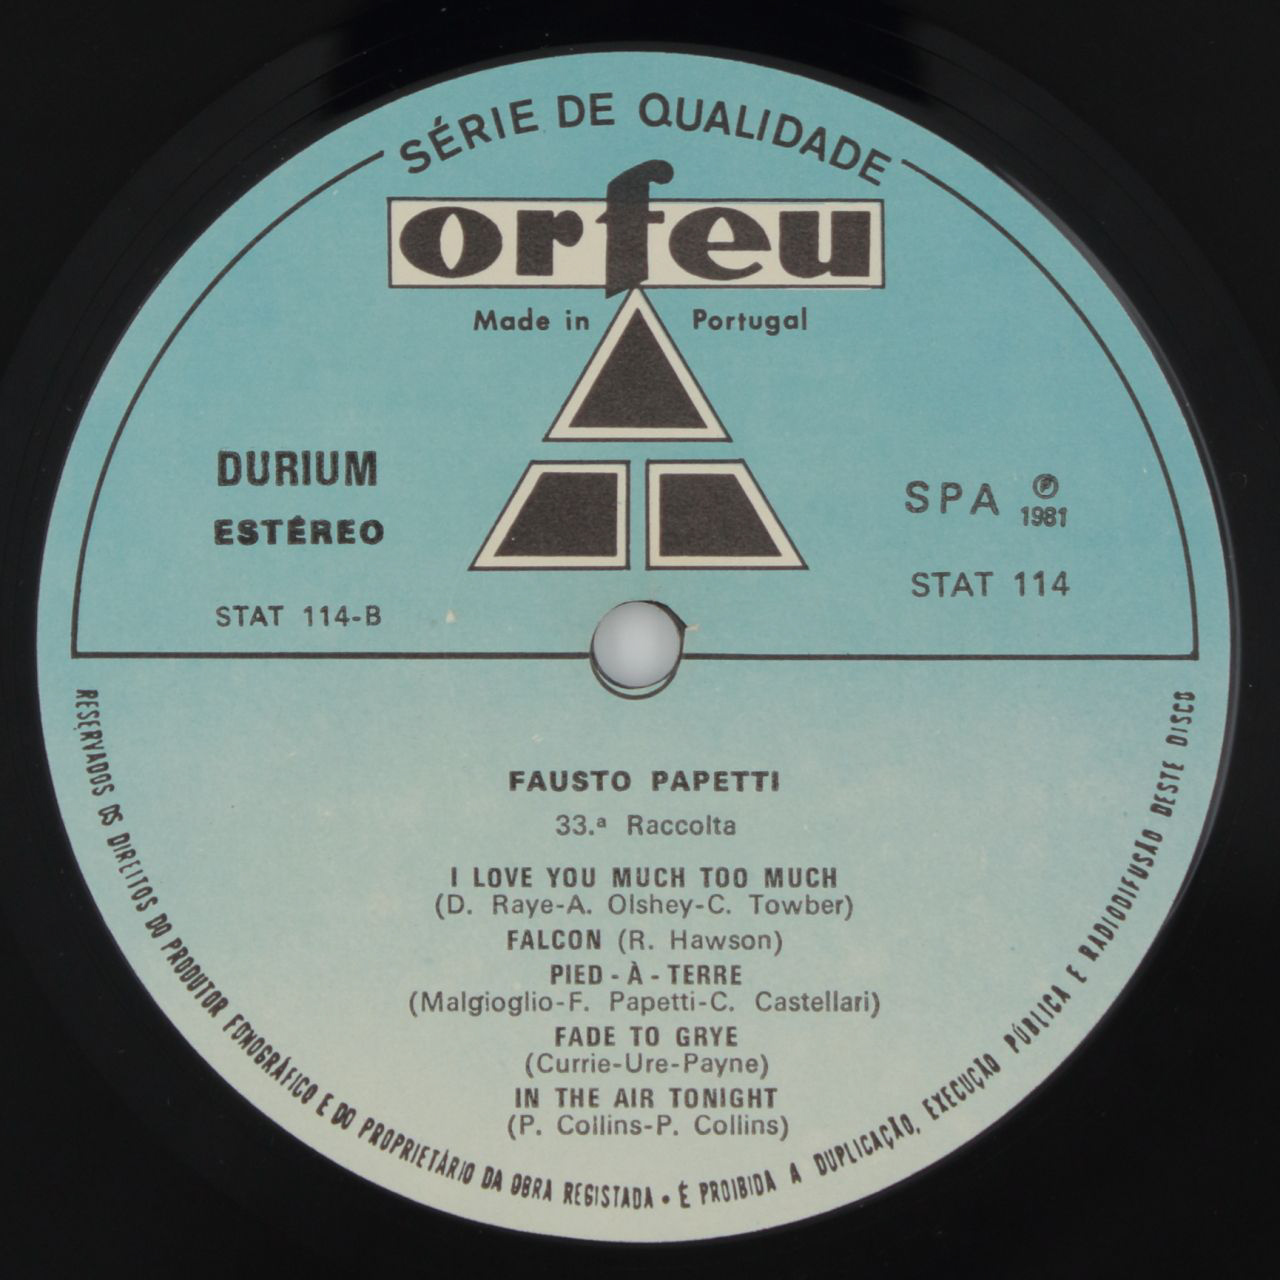 SÉRIE DE QUALIDADE
orfeu
Made in Portugal
DURIUM
ESTÉREO
STAT 114-B
SPA Ⓟ
1981
STAT 114
FAUSTO PAPETTI
33.ª Raccolta
I LOVE YOU MUCH TOO MUCH
(D. Raye-A. Olshey-C. Towber)
FALCON (R. Hawson)
PIED - À - TERRE
(Malgioglio-F. Papetti-C. Castellari)
FADE TO GRYE
(Currie-Ure-Payne)
IN THE AIR TONIGHT
(P. Collins-P. Collins)
RESERVADOS OS DIREITOS DO PRODUTOR FONOGRÁFICO E DO PROPRIETÁRIO DA OBRA REGISTADA • É PROIBIDA A DUPLICAÇÃO, EXECUÇÃO PÚBLICA E RADIODIFUSÃO DESTE DISCO